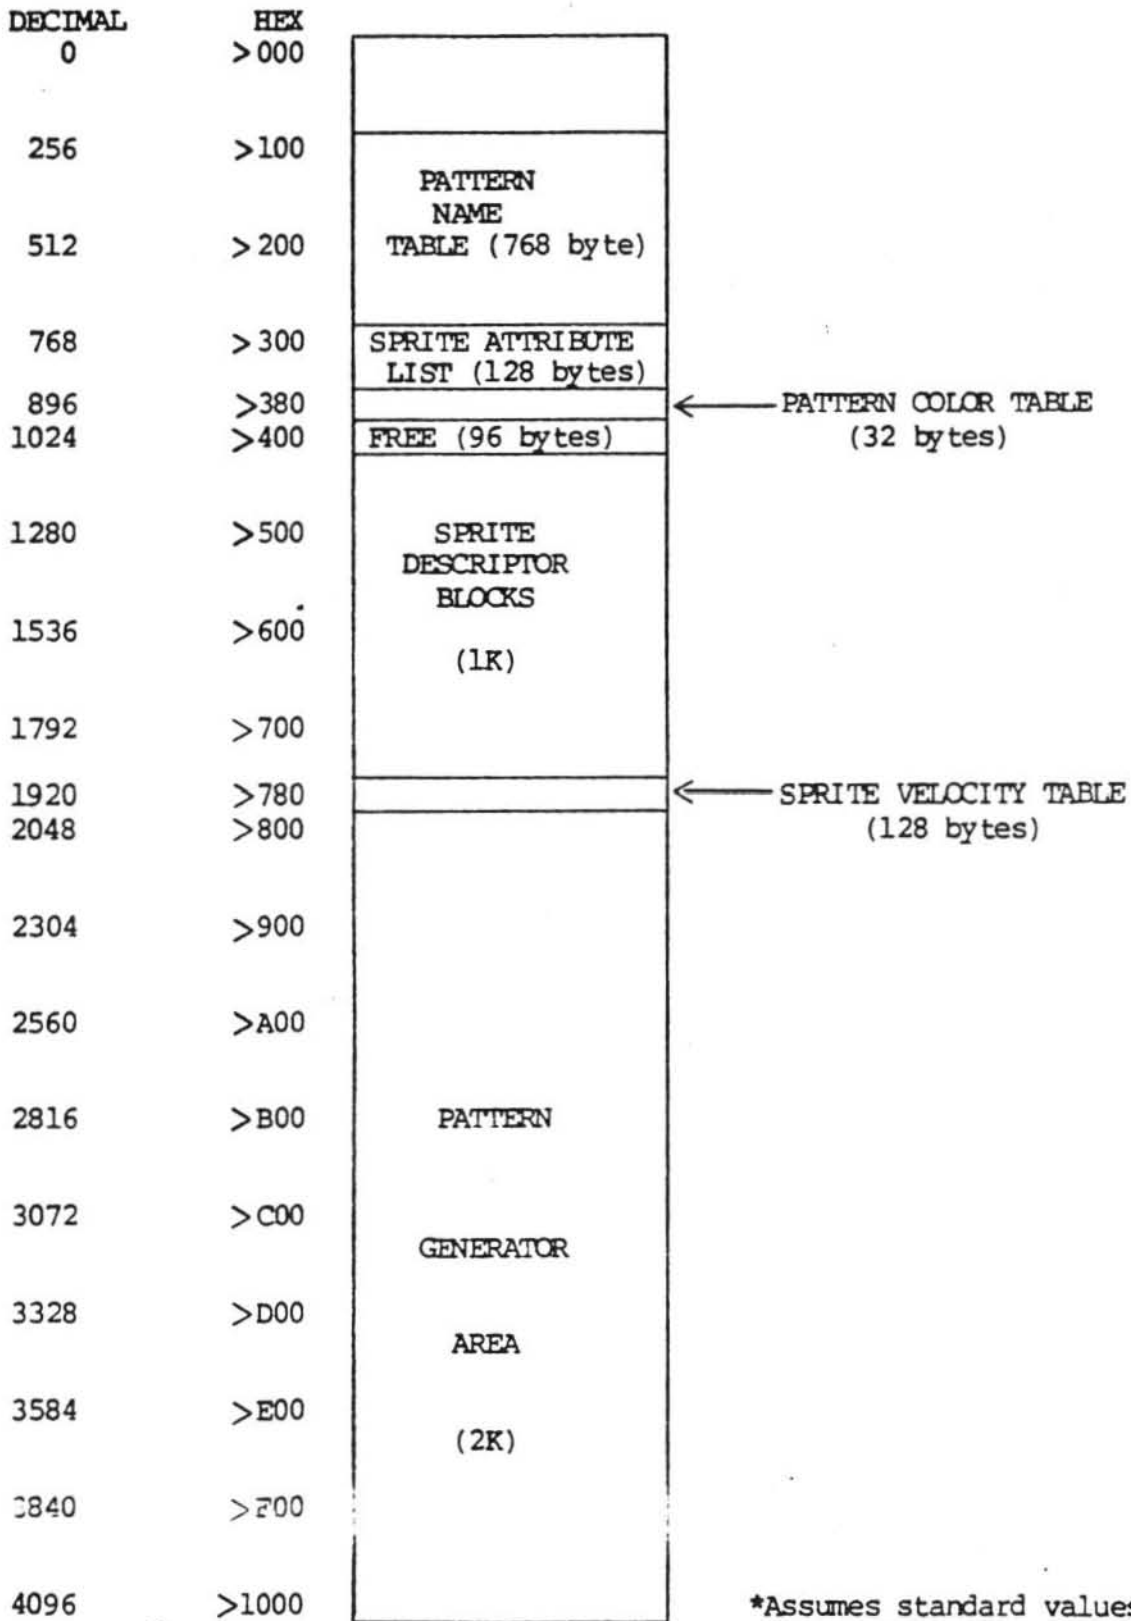 DECIMAL HEX
0 >000
256 >100
PATTERN
NAME
512 >200 TABLE (768 byte)
768 >300 SPRITE ATTRIBUTE
LIST (128 bytes)
896 >380 PATTERN COLOR TABLE
1024 >400 FREE (96 bytes) (32 bytes)
1280 >500 SPRITE
DESCRIPTOR
BLOCKS
1536 >600
(1K)
1792 >700
1920 >780 SPRITE VELOCITY TABLE
2048 >800 (128 bytes)
2304 >900
2560 >A00
2816 >B00 PATTERN
3072 >C00
GENERATOR
3328 >D00
AREA
3584 >E00
(2K)
3840 >F00
4096 >1000 *Assumes standard values